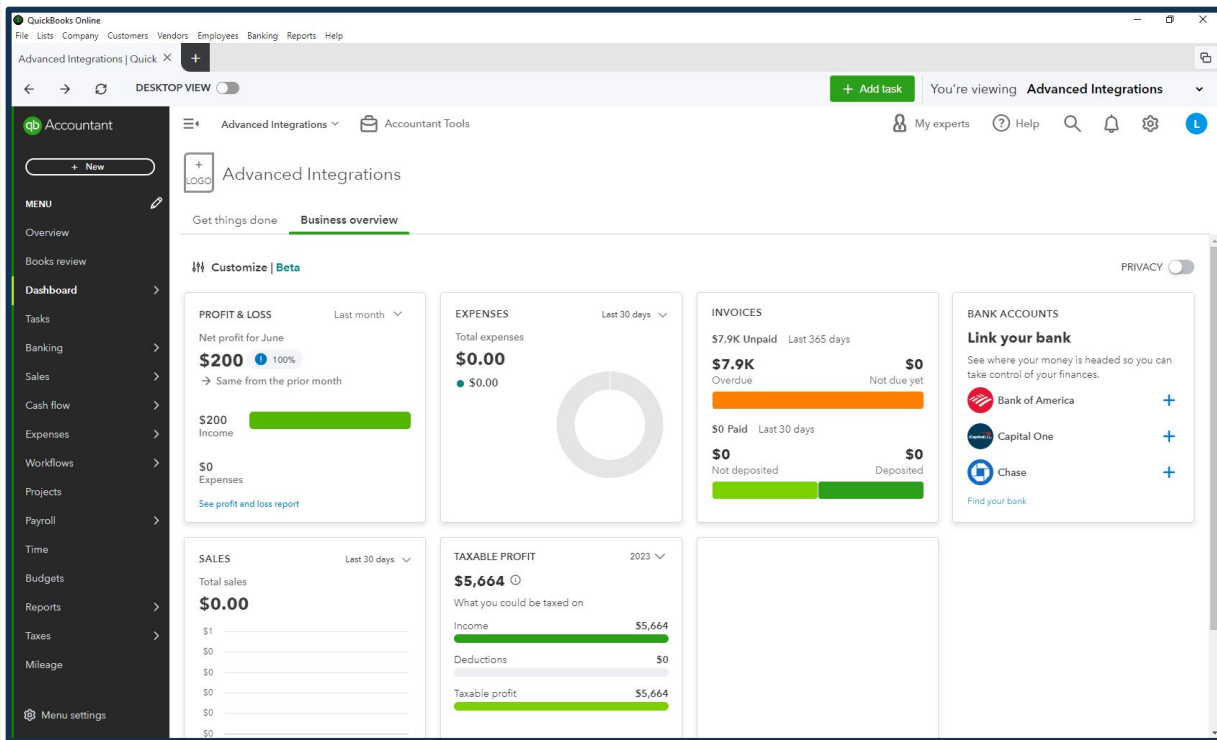 QuickBooks Online
File Lists Company Customers Vendors Employees Banking Reports Help
Advanced Integrations | Quick
DESKTOP VIEW
+ Add task
You're viewing Advanced Integrations
qb Accountant
+ New
MENU
Overview
Books review
Dashboard
Tasks
Banking
Sales
Cash flow
Expenses
Workflows
Projects
Payroll
Time
Budgets
Reports
Taxes
Mileage
Menu settings
Advanced Integrations
Accountant Tools
My experts
Help
L
+ LOGO
Advanced Integrations
Get things done
Business overview
Customize | Beta
PRIVACY
PROFIT & LOSS
Last month
Net profit for June
$200
100%
Same from the prior month
$200
Income
$0
Expenses
See profit and loss report
EXPENSES
Last 30 days
Total expenses
$0.00
$0.00
INVOICES
$7.9K Unpaid Last 365 days
$7.9K $0
Overdue Not due yet
$0 Paid Last 30 days
$0 $0
Not deposited Deposited
BANK ACCOUNTS
Link your bank
See where your money is headed so you can
take control of your finances.
Bank of America
Capital One
Chase
Find your bank
SALES
Last 30 days
Total sales
$0.00
$1
$0
$0
$0
$0
$0
TAXABLE PROFIT
2023
$5,664
What you could be taxed on
Income $5,664
Deductions $0
Taxable profit $5,664